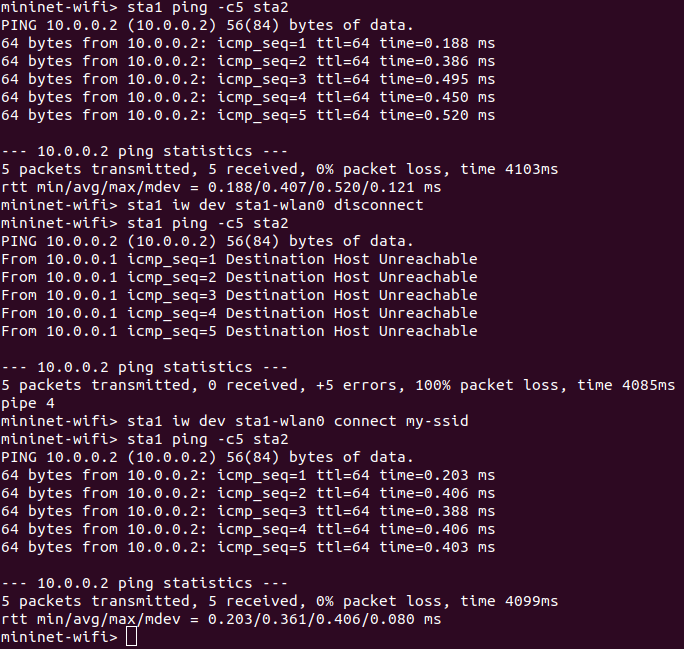 mininet-wifi> sta1 ping -c5 sta2
PING 10.0.0.2 (10.0.0.2) 56(84) bytes of data.
64 bytes from 10.0.0.2: icmp_seq=1 ttl=64 time=0.188 ms
64 bytes from 10.0.0.2: icmp_seq=2 ttl=64 time=0.386 ms
64 bytes from 10.0.0.2: icmp_seq=3 ttl=64 time=0.495 ms
64 bytes from 10.0.0.2: icmp_seq=4 ttl=64 time=0.450 ms
64 bytes from 10.0.0.2: icmp_seq=5 ttl=64 time=0.520 ms

--- 10.0.0.2 ping statistics ---
5 packets transmitted, 5 received, 0% packet loss, time 4103ms
rtt min/avg/max/mdev = 0.188/0.407/0.520/0.121 ms
mininet-wifi> sta1 iw dev sta1-wlan0 disconnect
mininet-wifi> sta1 ping -c5 sta2
PING 10.0.0.2 (10.0.0.2) 56(84) bytes of data.
From 10.0.0.1 icmp_seq=1 Destination Host Unreachable
From 10.0.0.1 icmp_seq=2 Destination Host Unreachable
From 10.0.0.1 icmp_seq=3 Destination Host Unreachable
From 10.0.0.1 icmp_seq=4 Destination Host Unreachable
From 10.0.0.1 icmp_seq=5 Destination Host Unreachable

--- 10.0.0.2 ping statistics ---
5 packets transmitted, 0 received, +5 errors, 100% packet loss, time 4085ms
pipe 4
mininet-wifi> sta1 iw dev sta1-wlan0 connect my-ssid
mininet-wifi> sta1 ping -c5 sta2
PING 10.0.0.2 (10.0.0.2) 56(84) bytes of data.
64 bytes from 10.0.0.2: icmp_seq=1 ttl=64 time=0.203 ms
64 bytes from 10.0.0.2: icmp_seq=2 ttl=64 time=0.406 ms
64 bytes from 10.0.0.2: icmp_seq=3 ttl=64 time=0.388 ms
64 bytes from 10.0.0.2: icmp_seq=4 ttl=64 time=0.406 ms
64 bytes from 10.0.0.2: icmp_seq=5 ttl=64 time=0.403 ms

--- 10.0.0.2 ping statistics ---
5 packets transmitted, 5 received, 0% packet loss, time 4099ms
rtt min/avg/max/mdev = 0.203/0.361/0.406/0.080 ms
mininet-wifi>